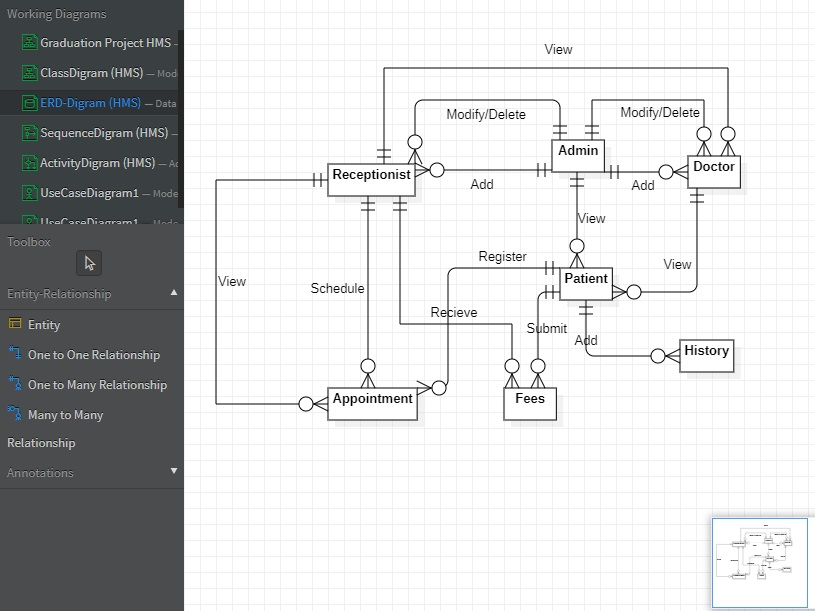 Working Diagrams
Graduation Project HMS —
ClassDigram (HMS) — Mod
ERD-Digram (HMS) — Data
SequenceDigram (HMS) —
ActivityDigram (HMS) — Ac
UseCaseDiagram1 — Mode
UseCaseDiagram1 — Mode
Toolbox
Entity-Relationship
Entity
One to One Relationship
One to Many Relationship
Many to Many
Relationship
Annotations
View
Modify/Delete
Modify/Delete
Admin
Receptionist
Doctor
Add
Add
View
Register
View
Patient
View
Schedule
Recieve
Submit
Add
History
Appointment
Fees